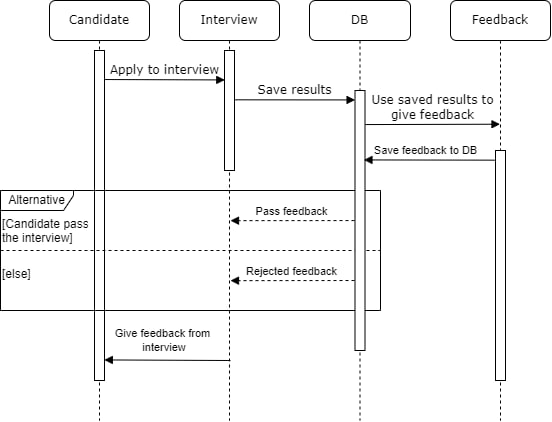 Candidate
Interview
DB
Feedback
Apply to interview
Save results
Use saved results to
give feedback
Save feedback to DB
Alternative
[Candidate pass
the interview]
Pass feedback
[else]
Rejected feedback
Give feedback from
interview